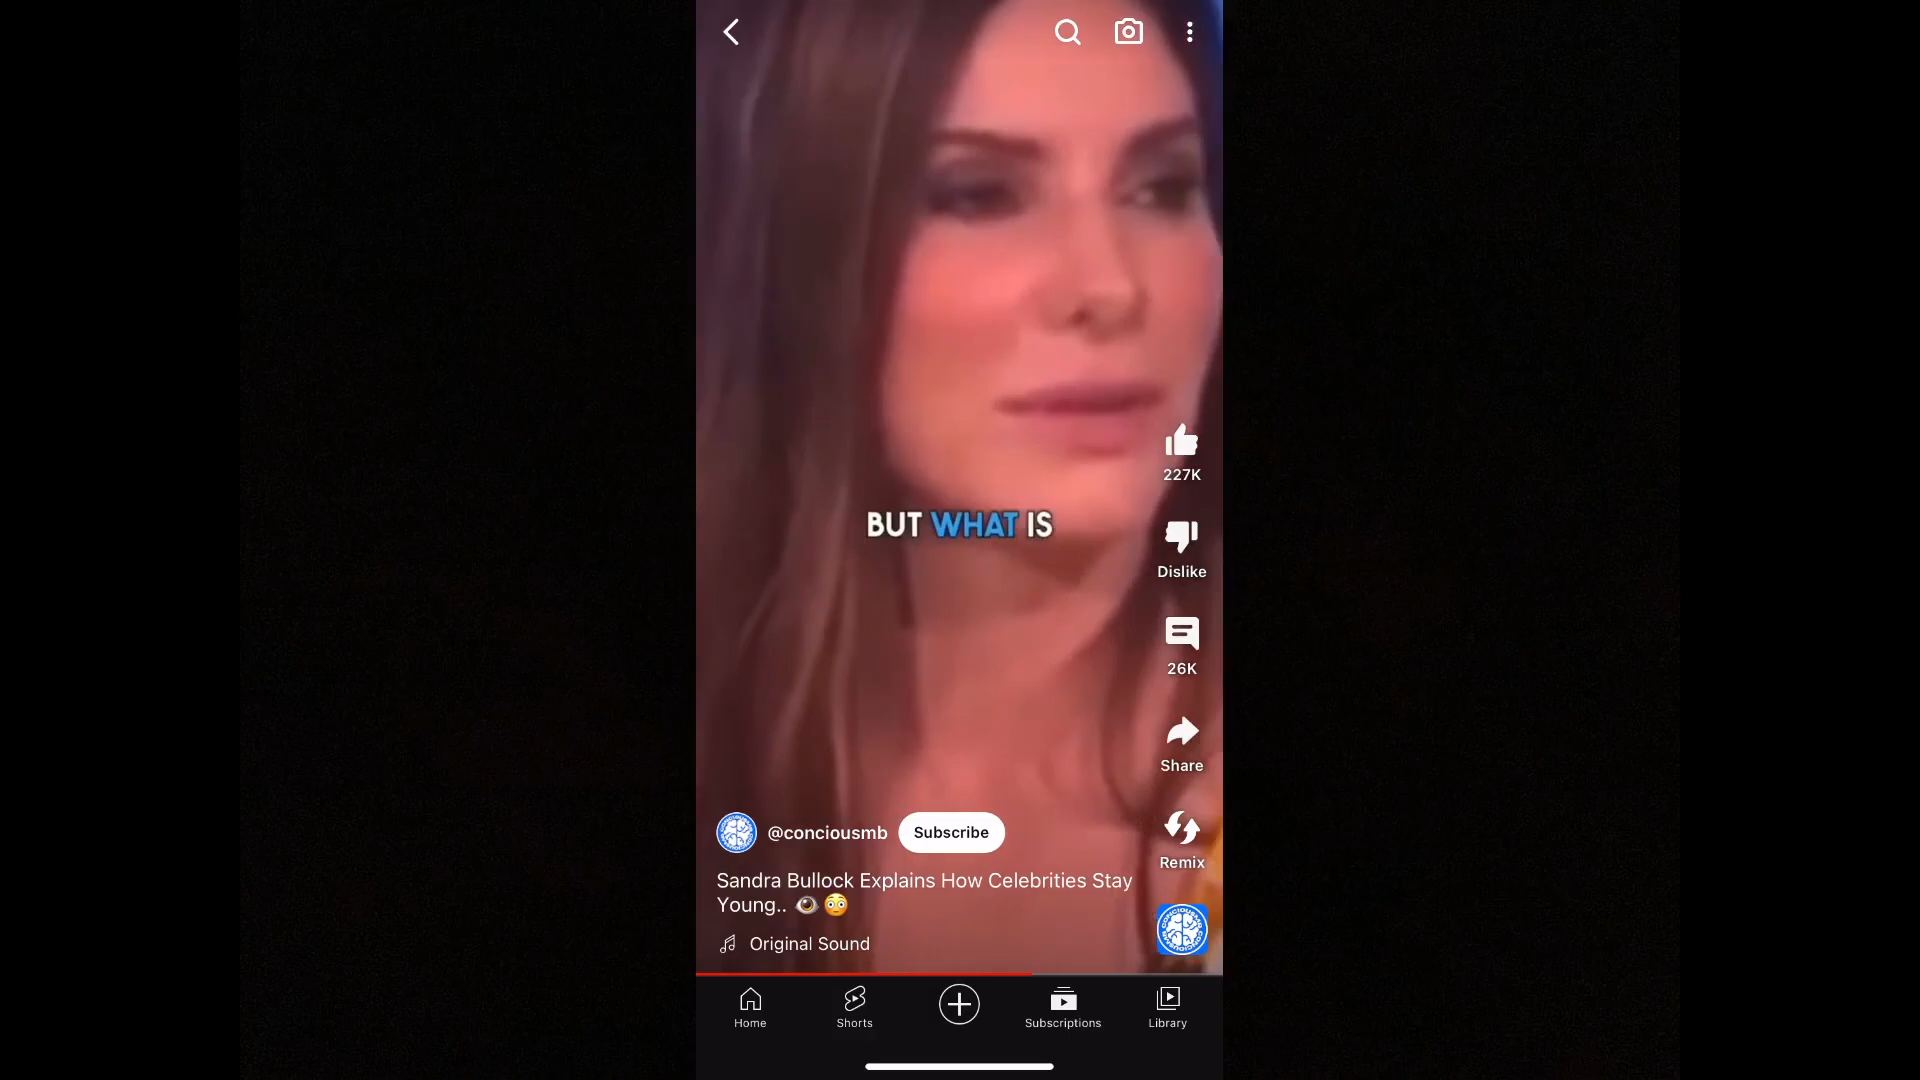 BUT WHAT IS
227K
Dislike
26K
Share
Remix
@conciousmb
Subscribe
Sandra Bullock Explains How Celebrities Stay
Young.. 👁️😳
Original Sound
Home
Shorts
Subscriptions
Library